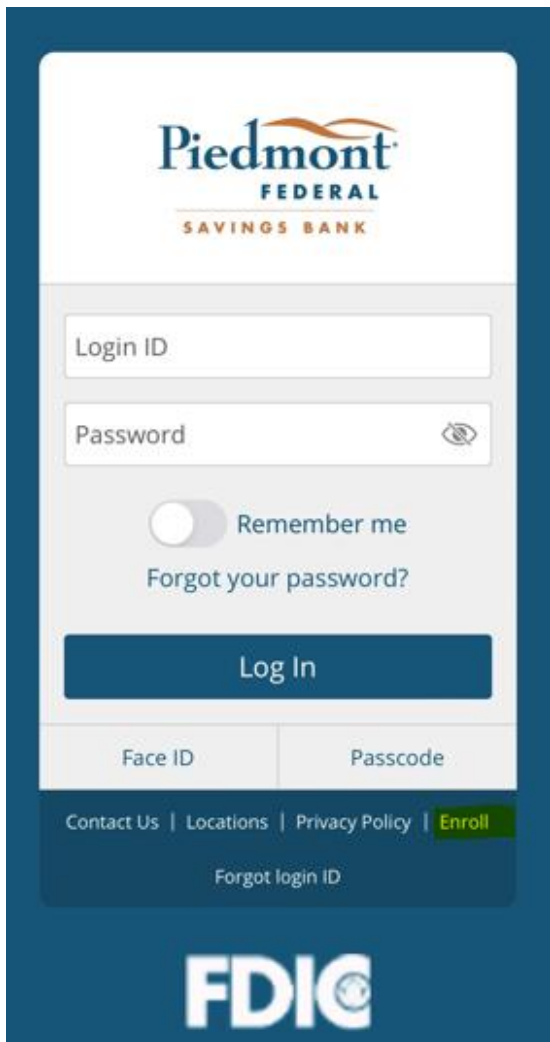 Piedmont
FEDERAL
SAVINGS BANK
Login ID
Password
Remember me
Forgot your password?
Log In
Face ID Passcode
Contact Us | Locations | Privacy Policy | Enroll
Forgot login ID
FDIC